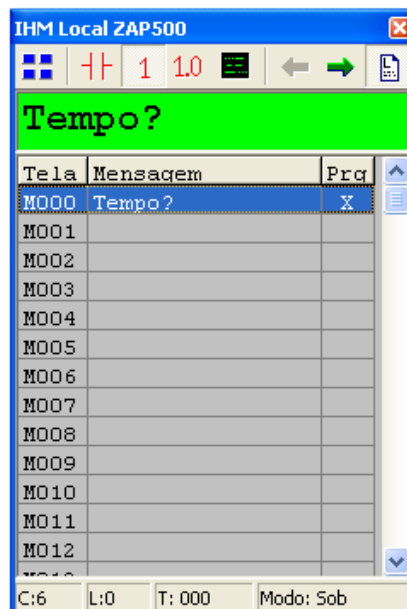 IHM Local ZAP500
1 1.0
Tempo?
Tela Mensagem Prg
M000 Tempo? X
M001
M002
M003
M004
M005
M006
M007
M008
M009
M010
M011
M012
C:6 L:0 T: 000 Modo: Sob